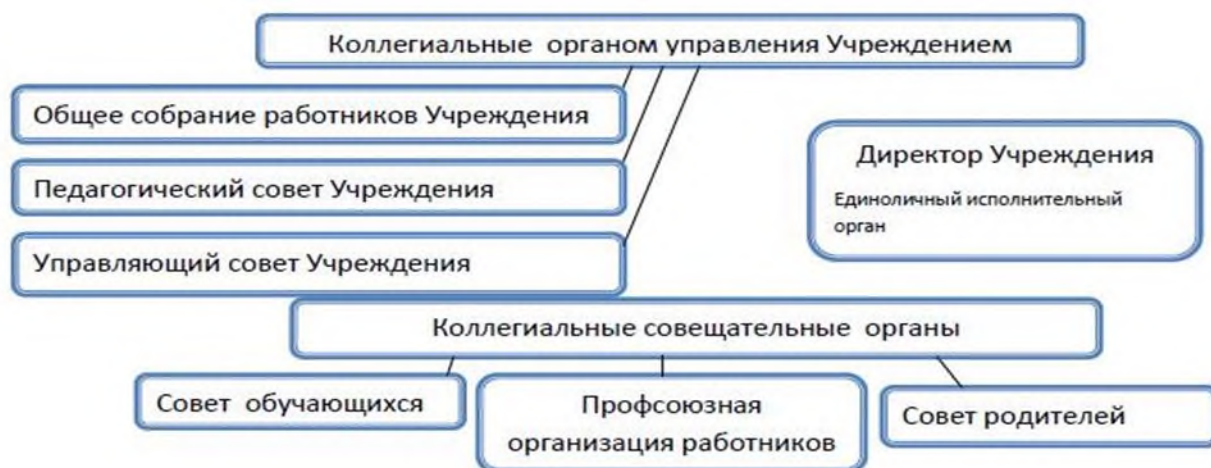 Коллегиальные органом управления Учреждением
Общее собрание работников Учреждения
Педагогический совет Учреждения
Управляющий совет Учреждения
Директор Учреждения
Единоличный исполнительный
орган
Коллегиальные совещательные органы
Совет обучающихся
Профсоюзная
организация работников
Совет родителей